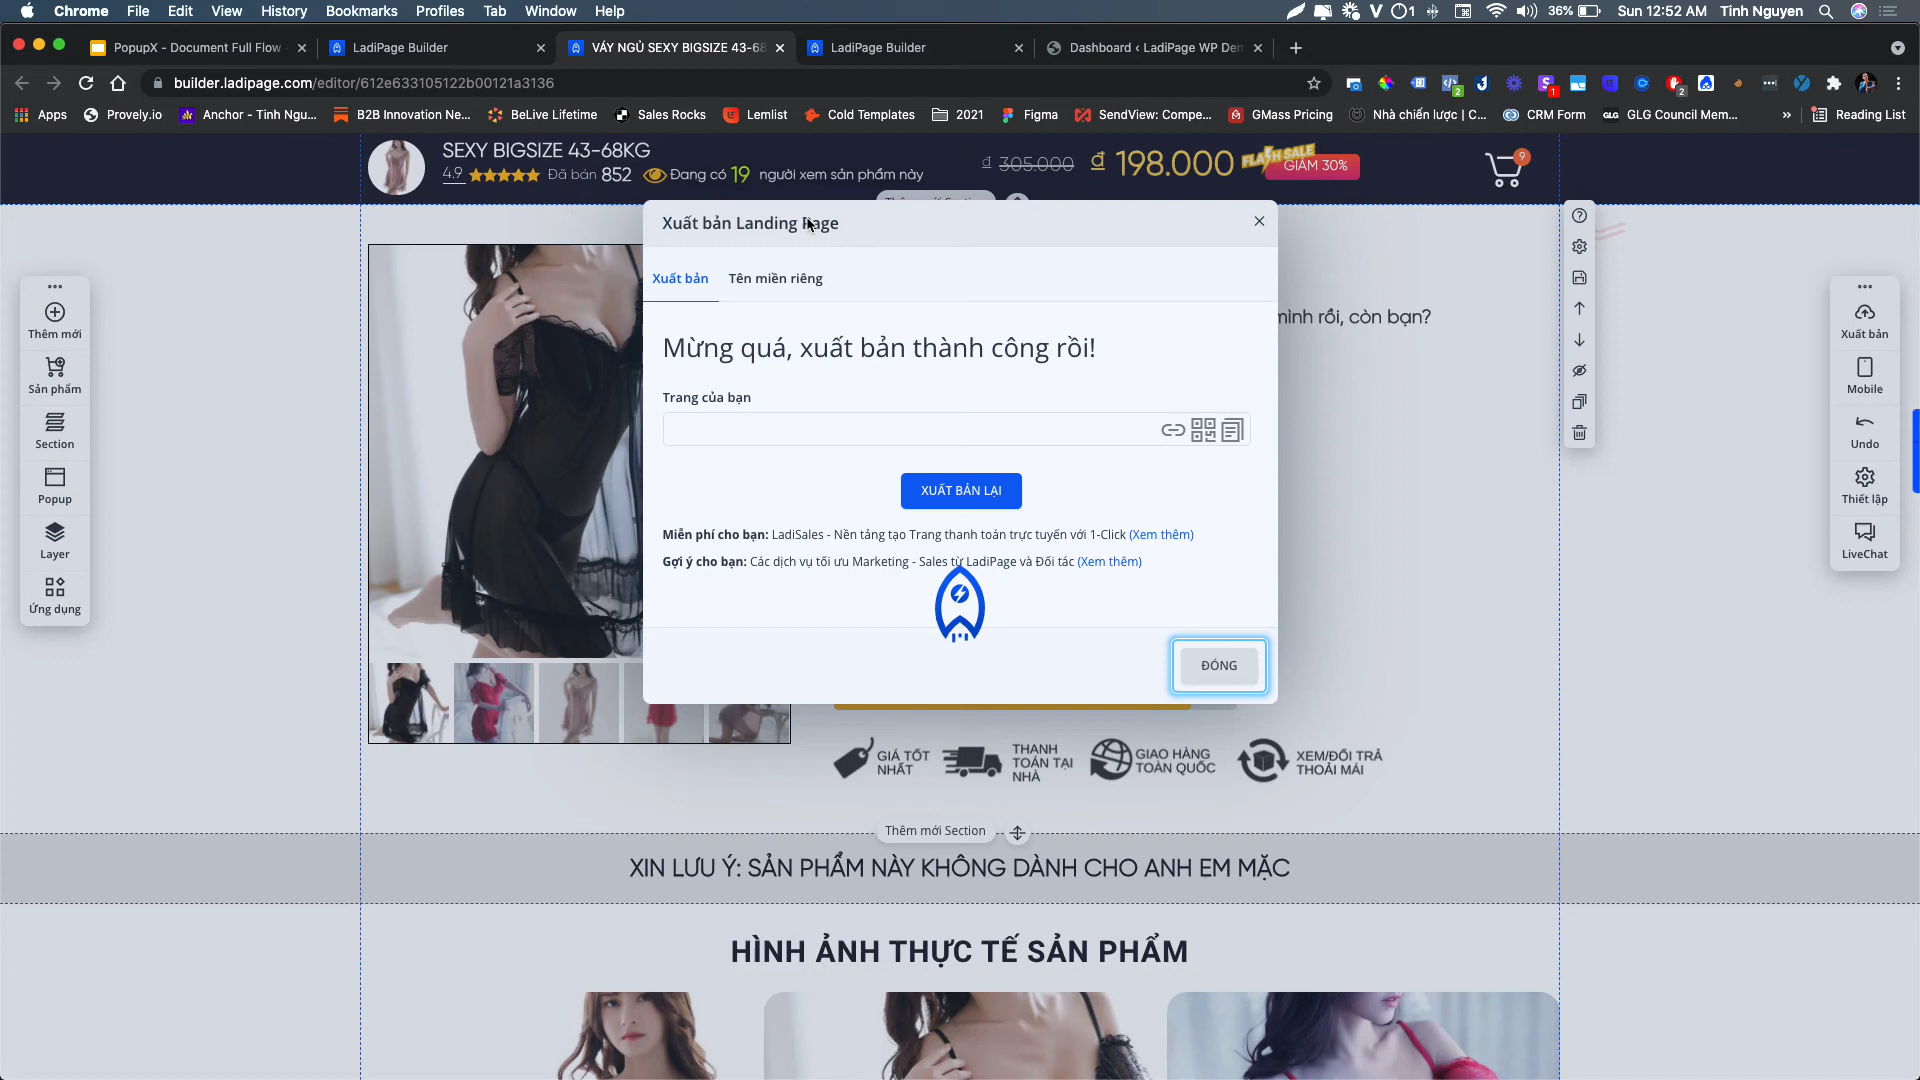 Chrome File Edit View History Bookmarks Profiles Tab Window Help
1 36% Sun 12:52 AM Tinh Nguyen
PopupX - Document Full Flow
LadiPage Builder
VÁY NGỦ SEXY BIGSIZE 43-68
LadiPage Builder
Dashboard ‹ LadiPage WP Dem
builder.ladipage.com/editor/612e633105122b00121a3136
2 1 2
Apps
Provely.io
Anchor - Tinh Ngu...
B2B Innovation Ne...
BeLive Lifetime
Sales Rocks
Lemlist
Cold Templates
2021
Figma
SendView: Compe...
GMass Pricing
Nhà chiến lược | C...
CRM Form
GLG Council Mem...
»
Reading List
SEXY BIGSIZE 43-68KG
4.9 Đã bán 852 Đang có 19 người xem sản phẩm này
đ 305.000 đ 198.000 FLASH SALE GIẢM 30%
9
Xuất bản Landing Page
Xuất bản Tên miền riêng
mình rồi, còn bạn?
Mừng quá, xuất bản thành công rồi!
Trang của bạn
XUẤT BẢN LẠI
Miễn phí cho bạn: LadiSales - Nền tảng tạo Trang thanh toán trực tuyến với 1-Click (Xem thêm)
Gợi ý cho bạn: Các dịch vụ tối ưu Marketing - Sales từ LadiPage và Đối tác (Xem thêm)
ĐÓNG
Thêm mới
Sản phẩm
Section
Popup
Layer
Ứng dụng
Xuất bản
Mobile
Undo
Thiết lập
LiveChat
GIÁ TỐT
NHẤT
THANH
TOÁN TẠI
NHÀ
GIAO HÀNG
TOÀN QUỐC
XEM/ĐỔI TRẢ
THOẢI MÁI
Thêm mới Section
XIN LƯU Ý: SẢN PHẨM NÀY KHÔNG DÀNH CHO ANH EM MẶC
HÌNH ẢNH THỰC TẾ SẢN PHẨM